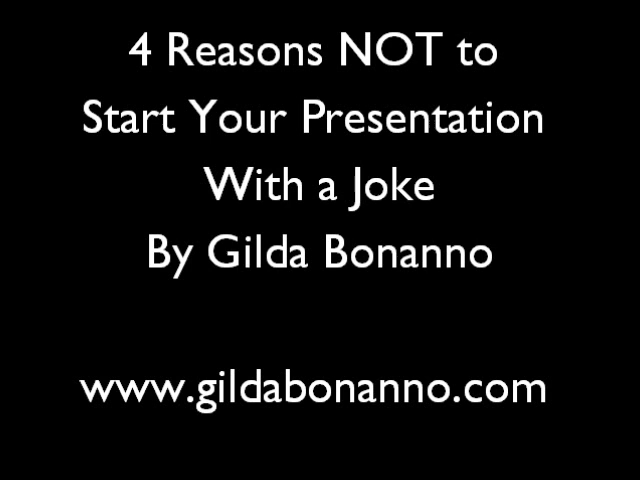 4 Reasons NOT to
Start Your Presentation
With a Joke
By Gilda Bonanno
www.gildabonanno.com